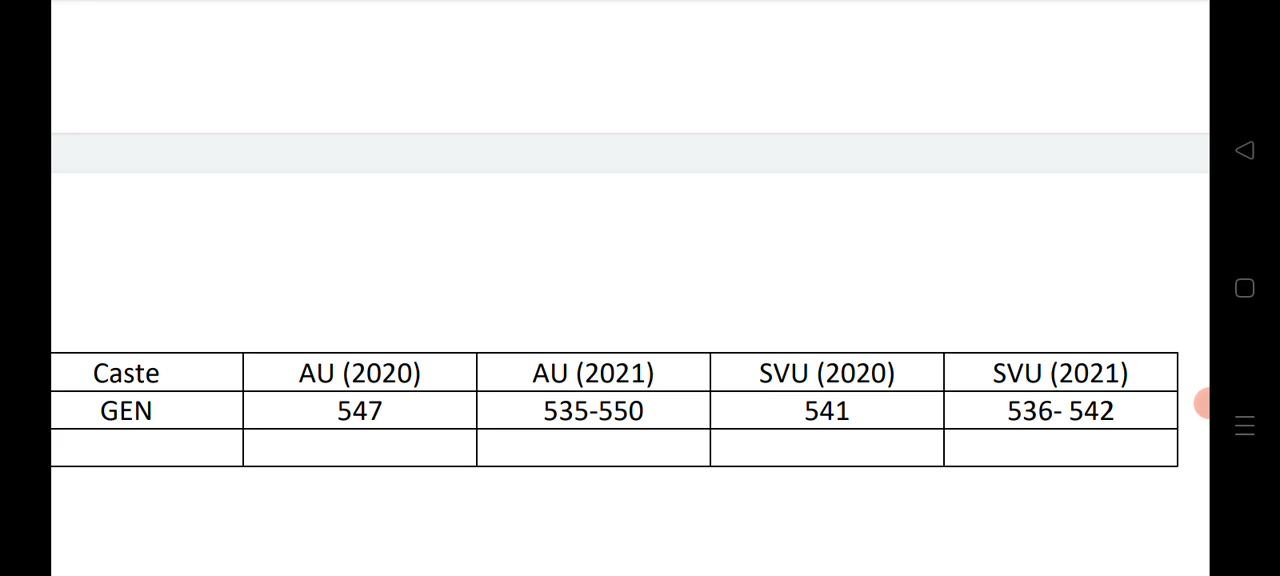 Caste AU (2020) AU (2021) SVU (2020) SVU (2021)
GEN 547 535-550 541 536- 542